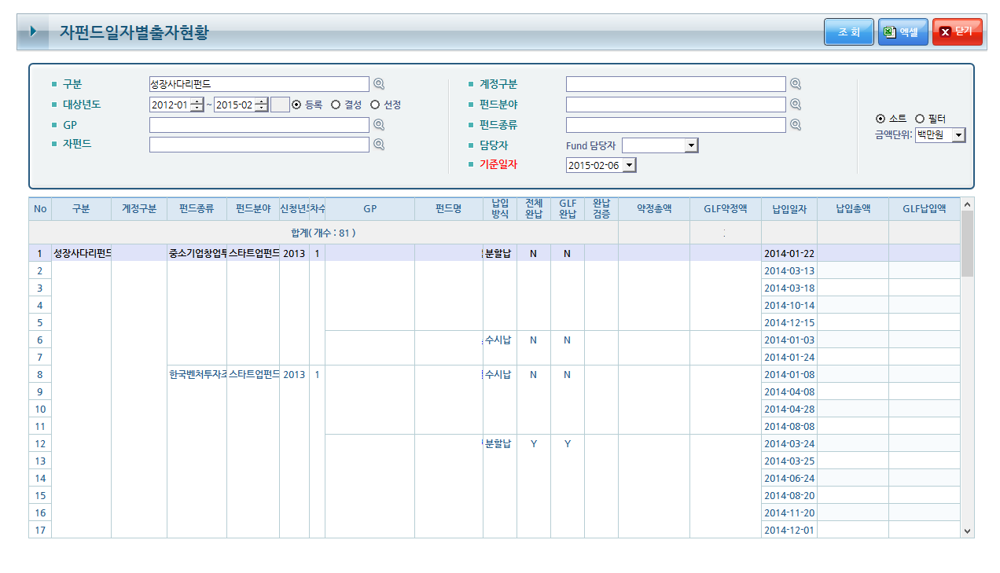 자펀드일자별출자현황 조 회 엑셀 닫기
구분 성장사다리펀드 계정구분
대상년도 2012-01 ~ 2015-02 등록 결성 선정 펀드분야
소트 필터
GP 펀드종류
금액단위: 백만원
자펀드 담당자 Fund 담당자
기준일자 2015-02-06
No 구분 계정구분 펀드종류 펀드분야 신청년 차수 GP 펀드명 납입방식 전체완납 GLF완납 완납검증 약정총액 GLF약정액 납입일자 납입총액 GLF납입액
합계( 개수 : 81 ) :
1 성장사다리펀드 중소기업창업투 스타트업펀드 2013 1 분할납 N N 2014-01-22
2 2014-03-13
3 2014-03-18
4 2014-10-14
5 2014-12-15
6 수시납 N N 2014-01-03
7 2014-01-24
8 한국벤처투자조 스타트업펀드 2013 1 수시납 N N 2014-01-08
9 2014-04-08
10 2014-04-28
11 2014-08-08
12 분할납 Y Y 2014-03-24
13 2014-03-25
14 2014-06-24
15 2014-08-20
16 2014-11-20
17 2014-12-01